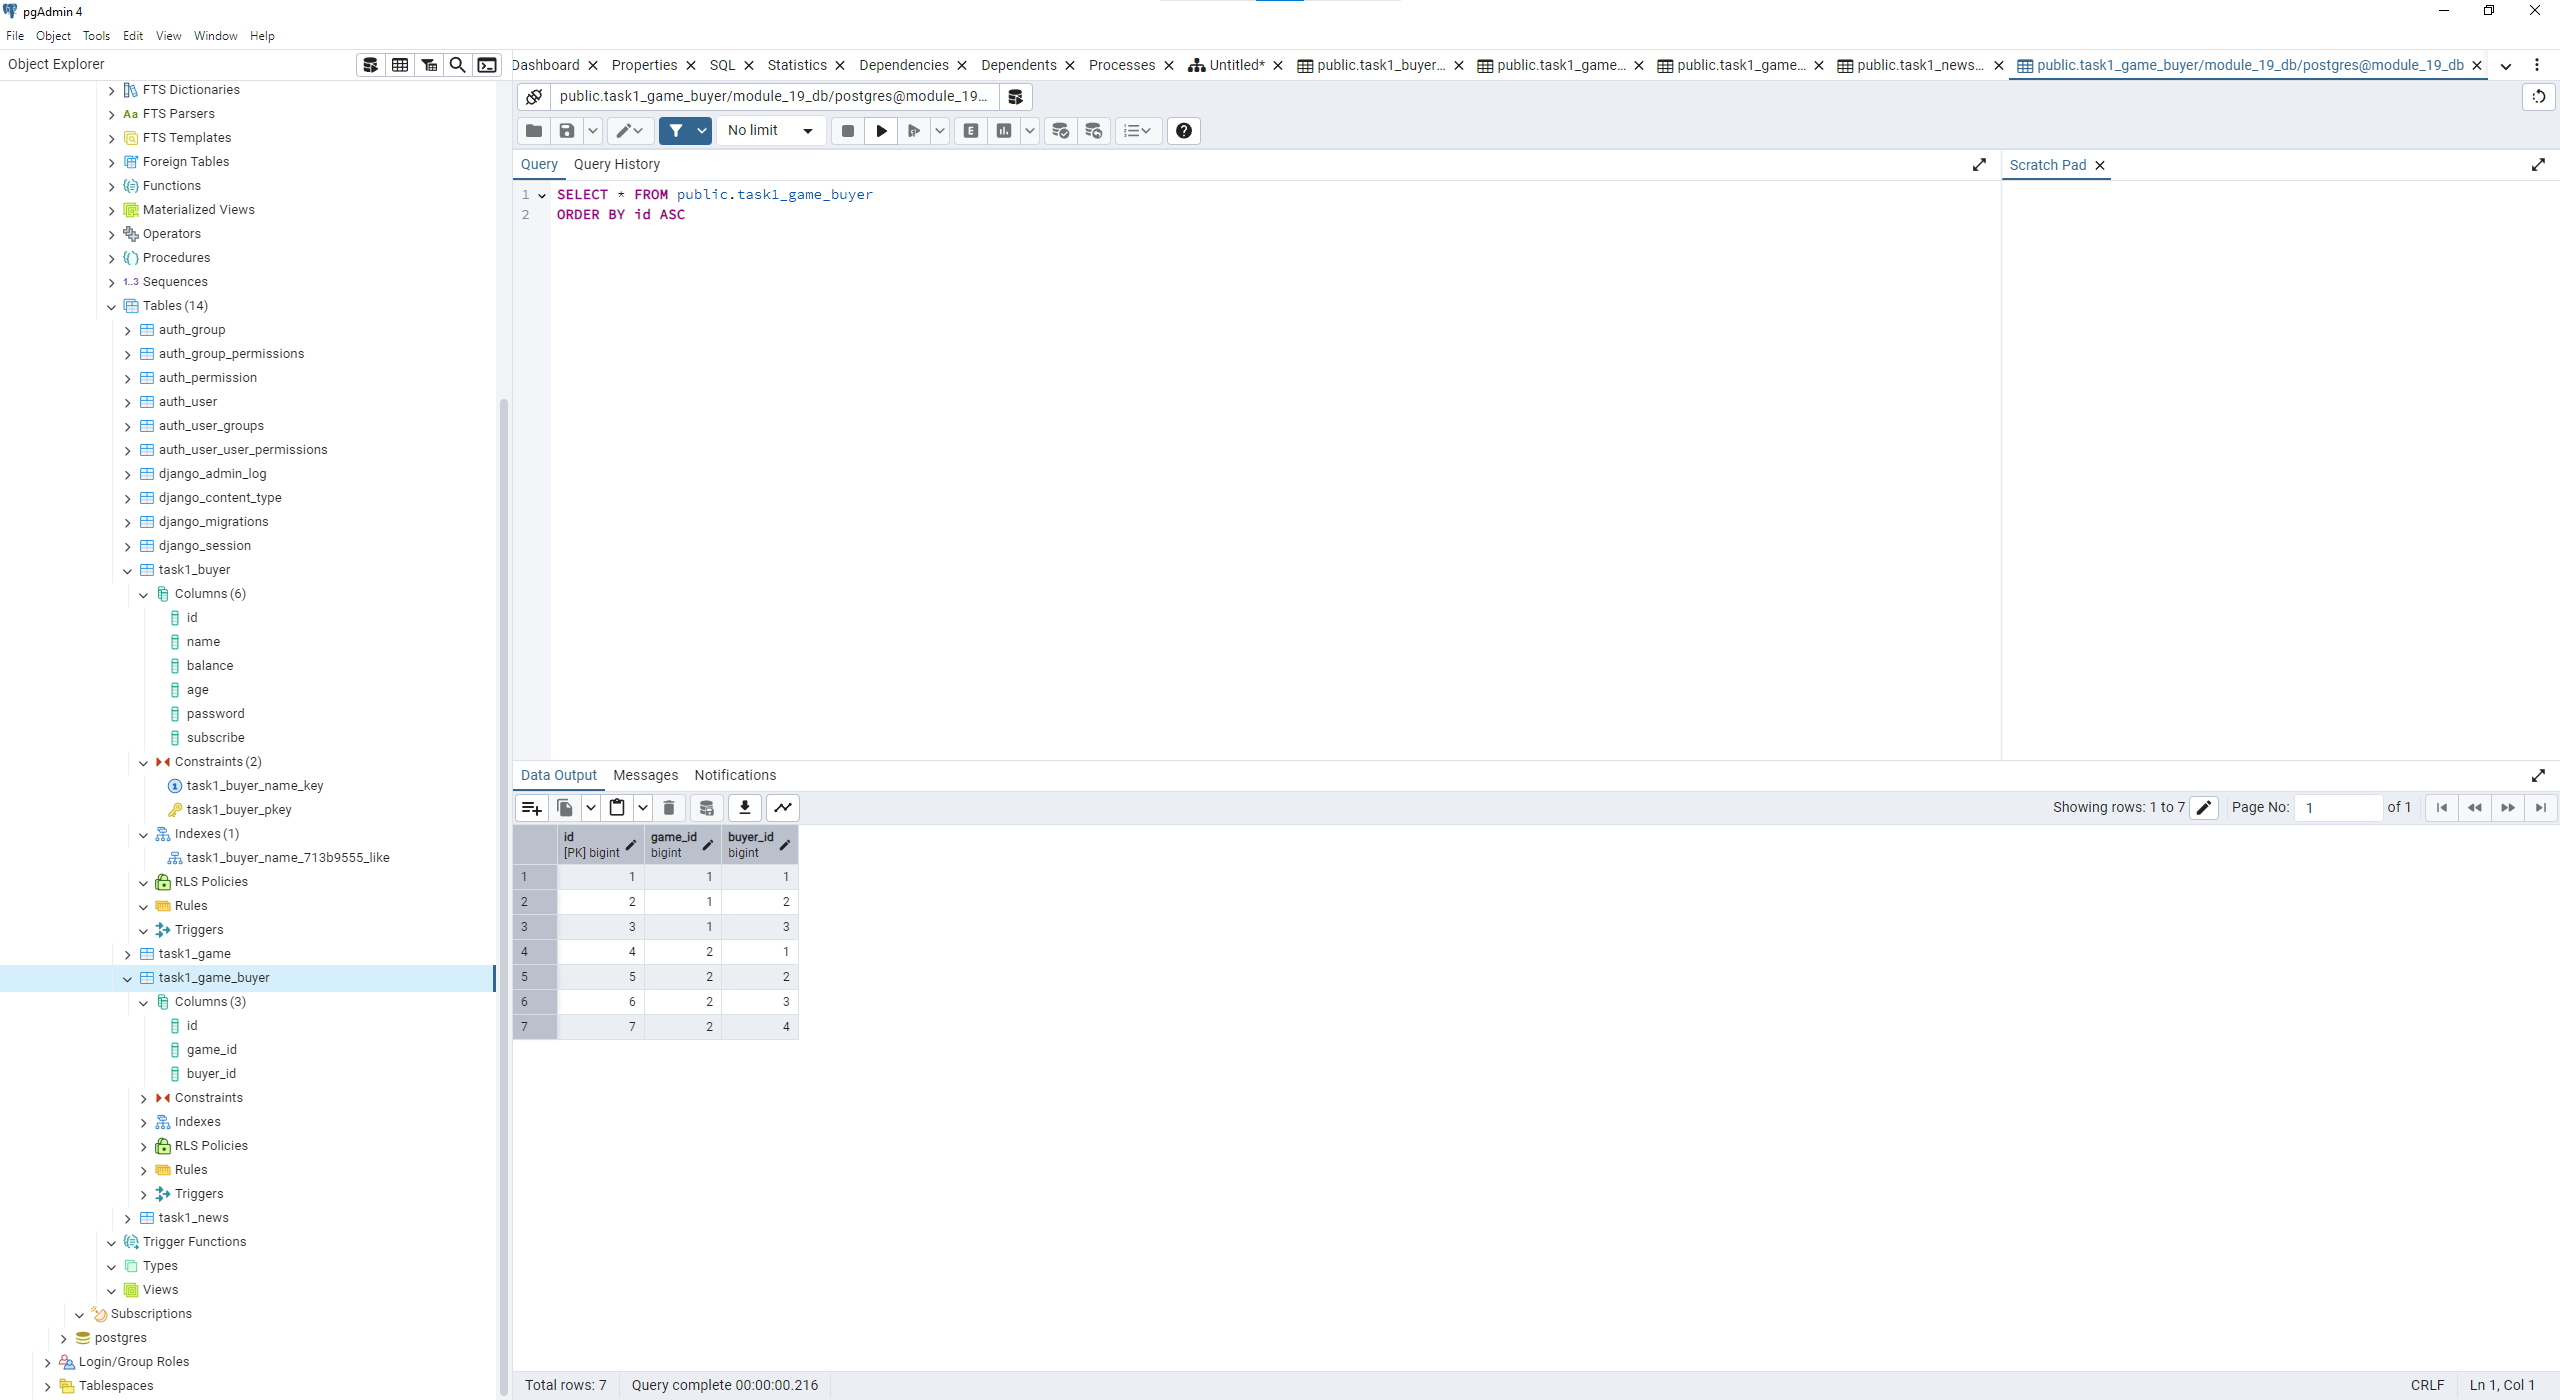 pgAdmin 4
File Object Tools Edit View Window Help
Object Explorer
FTS Dictionaries
Aa FTS Parsers
FTS Templates
Foreign Tables
Functions
Materialized Views
Operators
Procedures
1..3 Sequences
Tables (14)
auth_group
auth_group_permissions
auth_permission
auth_user
auth_user_groups
auth_user_user_permissions
django_admin_log
django_content_type
django_migrations
django_session
task1_buyer
Columns (6)
id
name
balance
age
password
subscribe
Constraints (2)
task1_buyer_name_key
task1_buyer_pkey
Indexes (1)
task1_buyer_name_713b9555_like
RLS Policies
Rules
Triggers
task1_game
task1_game_buyer
Columns (3)
id
game_id
buyer_id
Constraints
Indexes
RLS Policies
Rules
Triggers
task1_news
Trigger Functions
Types
Views
Subscriptions
postgres
Login/Group Roles
Tablespaces
Dashboard Properties SQL Statistics Dependencies Dependents Processes Untitled* public.task1_buyer... public.task1_game... public.task1_game... public.task1_news... public.task1_game_buyer/module_19_db/postgres@module_19_db
public.task1_game_buyer/module_19_db/postgres@module_19...
No limit
Query Query History
Scratch Pad
1 SELECT * FROM public.task1_game_buyer
2 ORDER BY id ASC
Data Output Messages Notifications
Showing rows: 1 to 7 Page No: 1 of 1
id game_id buyer_id
[PK] bigint bigint bigint
1 1 1 1
2 2 1 2
3 3 1 3
4 4 2 1
5 5 2 2
6 6 2 3
7 7 2 4
Total rows: 7 Query complete 00:00:00.216 CRLF Ln 1, Col 1